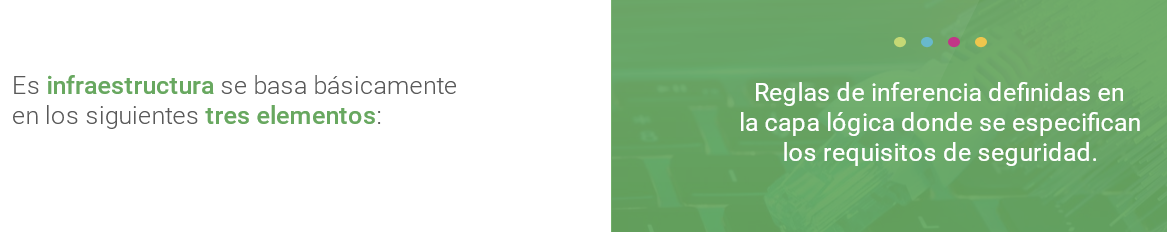 Es infraestructura se basa básicamente
en los siguientes tres elementos:
Reglas de inferencia definidas en
la capa lógica donde se especifican
los requisitos de seguridad.